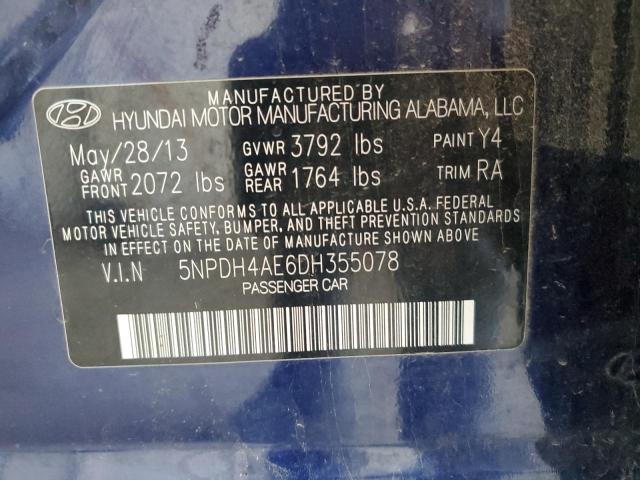 MANUFACTURED BY
HYUNDAI MOTOR MANUFACTURING ALABAMA, LLC
May/28/13 GVWR 3792 lbs PAINT Y4
GAWR FRONT 2072 lbs GAWR REAR 1764 lbs TRIM RA
THIS VEHICLE CONFORMS TO ALL APPLICABLE U.S.A. FEDERAL
MOTOR VEHICLE SAFETY, BUMPER, AND THEFT PREVENTION STANDARDS
IN EFFECT ON THE DATE OF MANUFACTURE SHOWN ABOVE
V.I.N 5NPDH4AE6DH355078
PASSENGER CAR